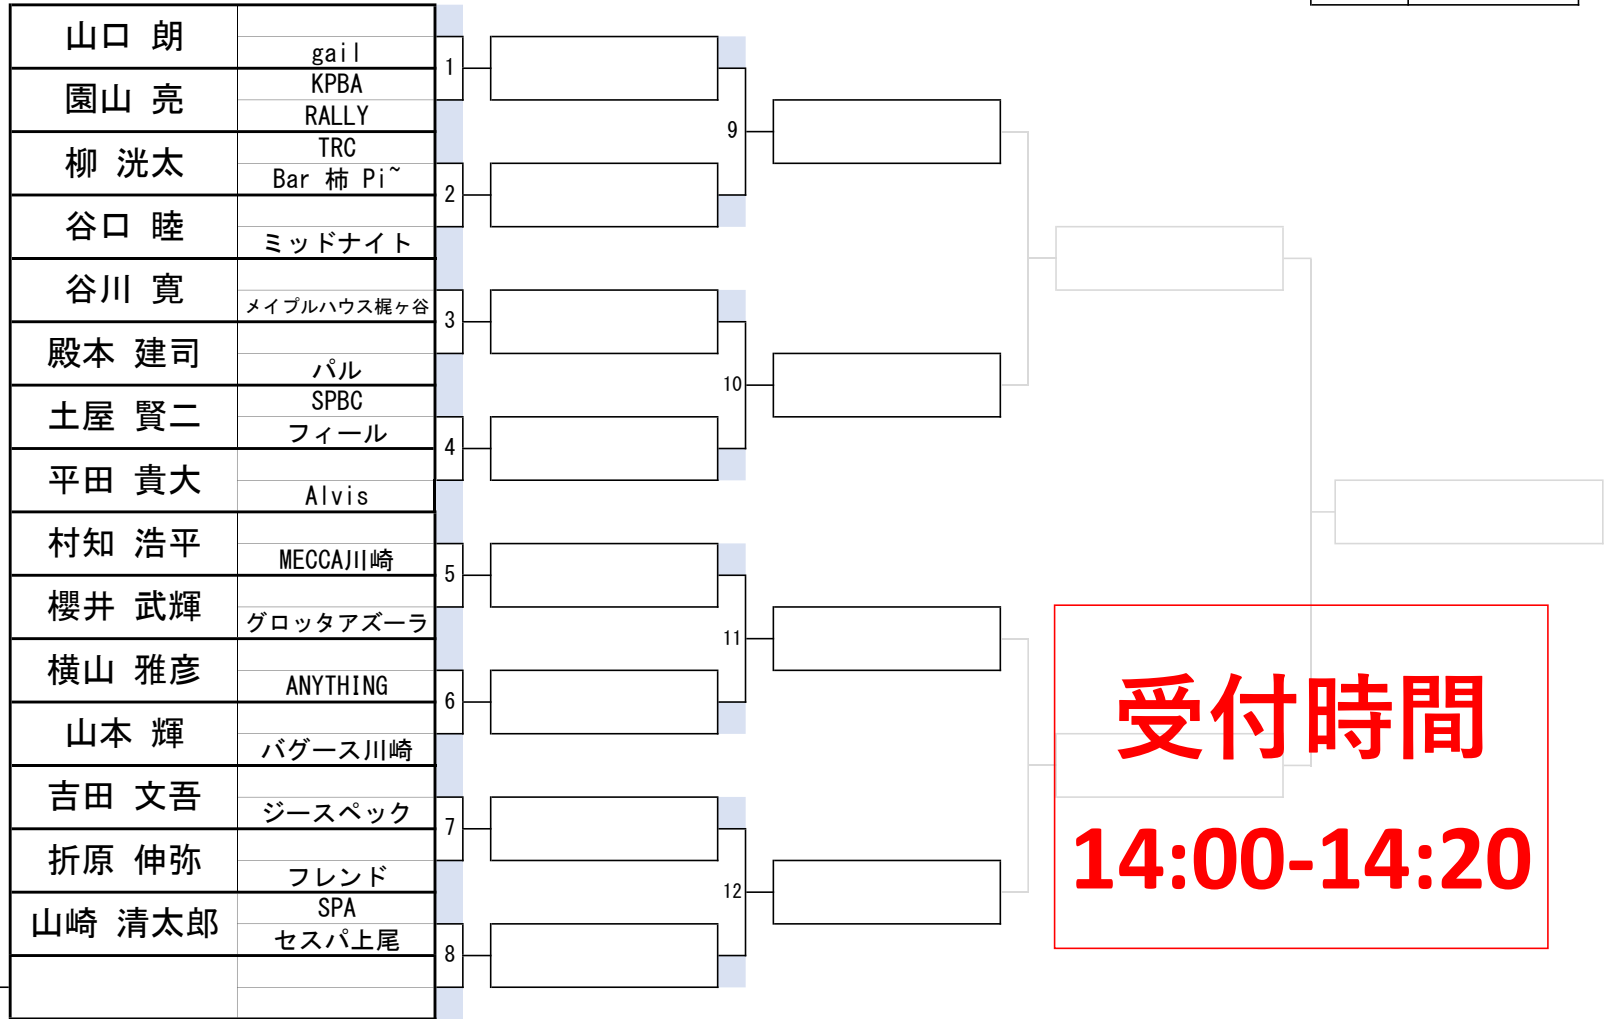 山口 朗
gail
1
園山 亮
KPBA
RALLY
9
柳 洸太
TRC
Bar 柿 Pi~
2
谷口 睦
ミッドナイト
谷川 寛
メイプルハウス梶ヶ谷
3
殿本 建司
パル
10
土屋 賢二
SPBC
フィール
4
平田 貴大
Alvis
村知 浩平
MECCA川崎
5
櫻井 武輝
グロッタアズーラ
11
横山 雅彦
ANYTHING
6
山本 輝
バグース川崎
吉田 文吾
ジースペック
7
折原 伸弥
フレンド
12
山崎 清太郎
SPA
セスパ上尾
8
受付時間
14:00-14:20